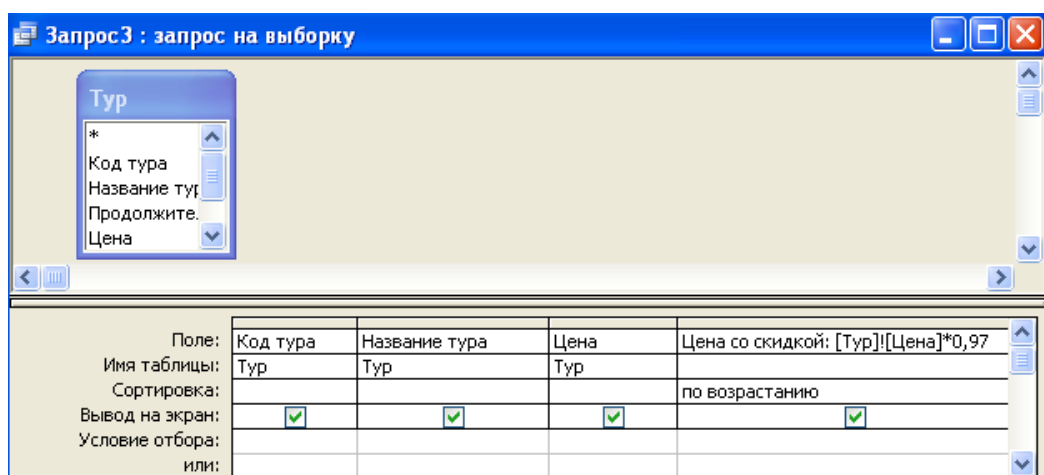 Запрос3 : запрос на выборку
Тур
*
Код тура
Название тур
Продолжите.
Цена
Поле: Код тура Название тура Цена Цена со скидкой: [Тур]![Цена]*0,97
Имя таблицы: Тур Тур Тур
Сортировка: по возрастанию
Вывод на экран:
Условие отбора:
или: